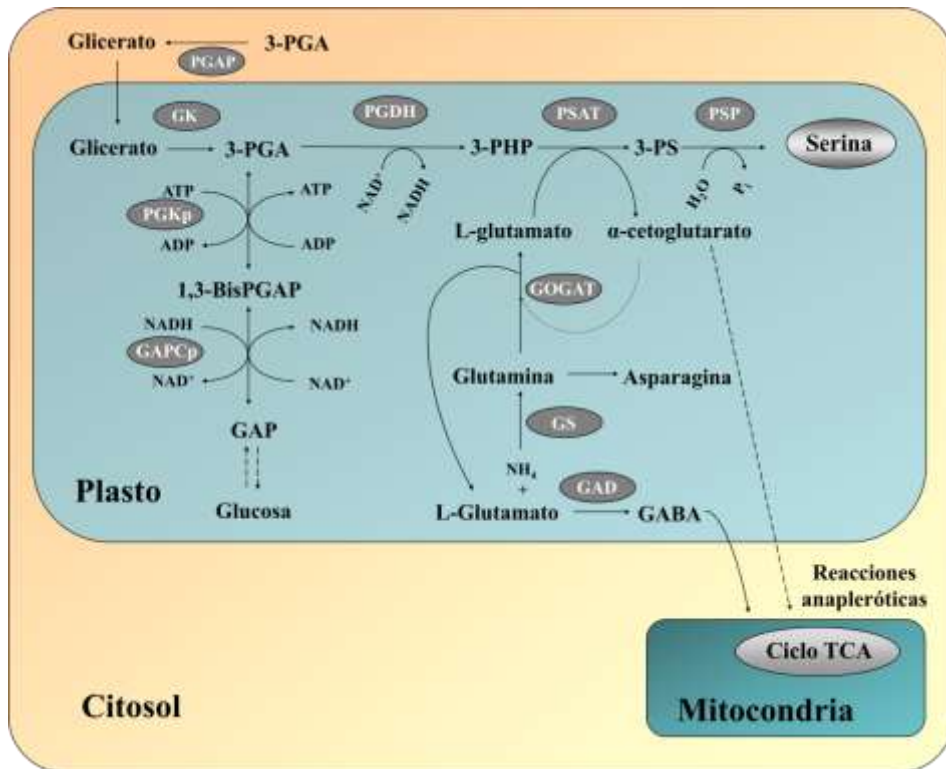 Glicerato 3-PGA
PGAP
GK PGDH PSAT PSP
Glicerato 3-PGA 3-PHP 3-PS Serina
NAD⁺ NADH H₂O Pᵢ
ATP ATP
PGKp
ADP ADP
L-glutamato α-cetoglutarato
1,3-BisPGAP GOGAT
NADH NADH
GAPCp
NAD⁺ NAD⁺
Glutamina Asparagina
GS
GAP
NH₄
+
GAD
Plasto
Glucosa L-Glutamato GABA
Reacciones
anapleróticas
Ciclo TCA
Citosol Mitocondria